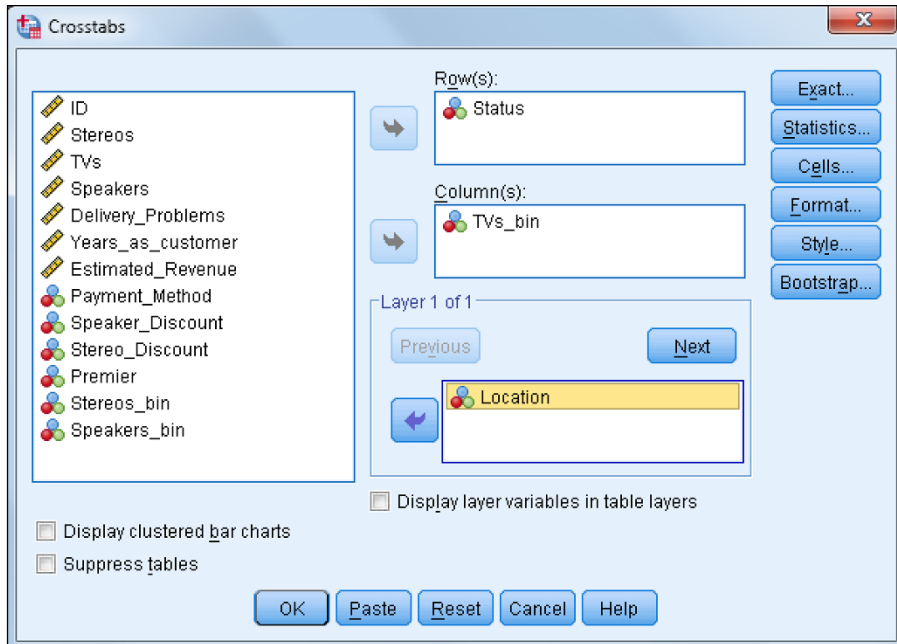 Crosstabs
X
ID
Stereos
TVs
Speakers
Delivery_Problems
Years_as_customer
Estimated_Revenue
Payment_Method
Speaker_Discount
Stereo_Discount
Premier
Stereos_bin
Speakers_bin
Row(s):
Status
Column(s):
TVs_bin
Layer 1 of 1
Previous
Next
Location
Display layer variables in table layers
Exact...
Statistics...
Cells...
Format...
Style...
Bootstrap...
Display clustered bar charts
Suppress tables
OK
Paste
Reset
Cancel
Help